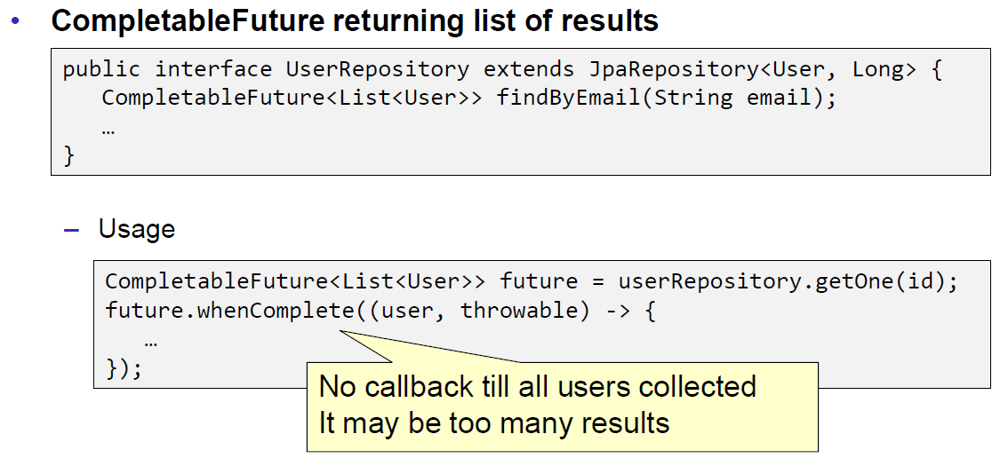 • CompletableFuture returning list of results
public interface UserRepository extends JpaRepository<User, Long> {
CompletableFuture<List<User>> findByEmail(String email);
…
}
– Usage
CompletableFuture<List<User>> future = userRepository.getOne(id);
future.whenComplete((user, throwable) -> {
…
});
No callback till all users collected
It may be too many results